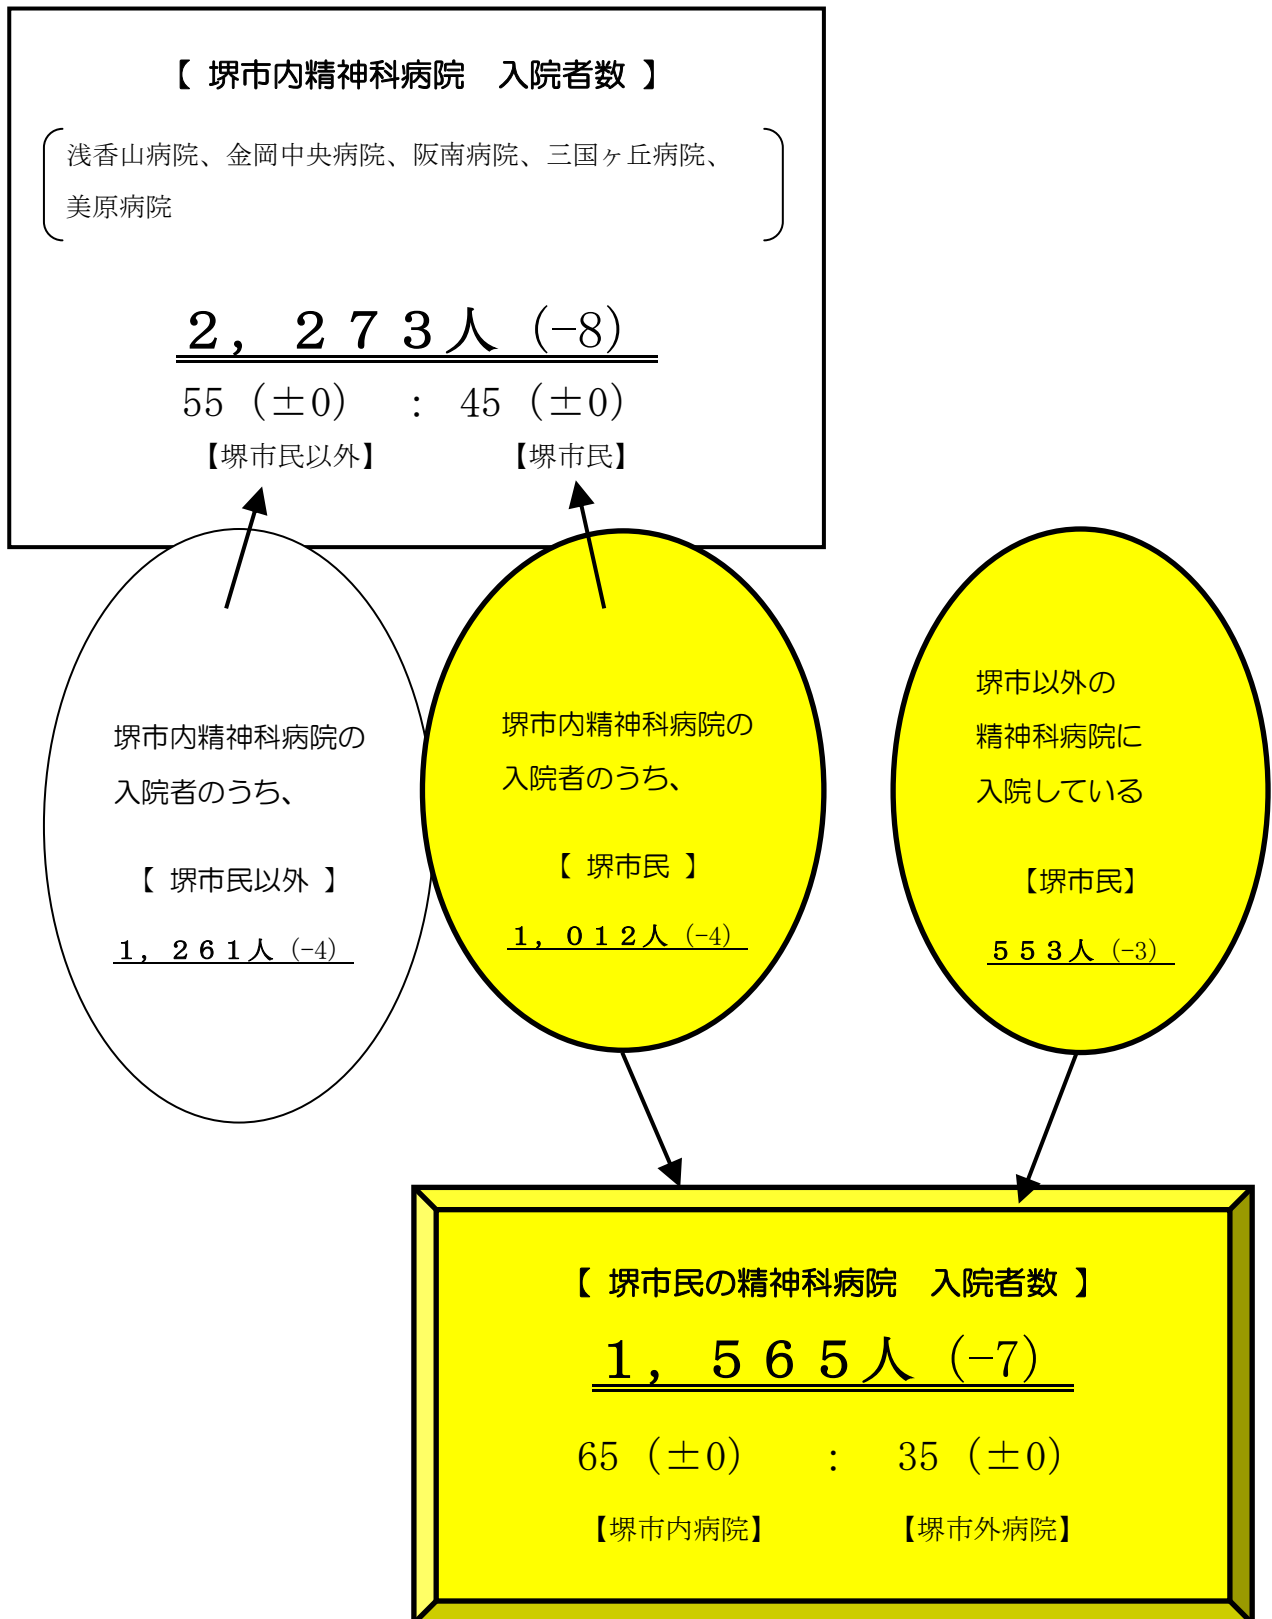 【 堺市内精神科病院　入院者数 】
浅香山病院、金岡中央病院、阪南病院、三国ヶ丘病院、
美原病院
２，２７３人（−8）
55（±0）　：　45（±0）
【堺市民以外】　【堺市民】
堺市内精神科病院の
入院者のうち、
【 堺市民以外 】
１，２６１人（−4）
堺市内精神科病院の
入院者のうち、
【 堺市民 】
１，０１２人（−4）
堺市以外の
精神科病院に
入院している
【堺市民】
５５３人（−3）
【 堺市民の精神科病院　入院者数 】
１，５６５人（−7）
65（±0）　：　35（±0）
【堺市内病院】　【堺市外病院】